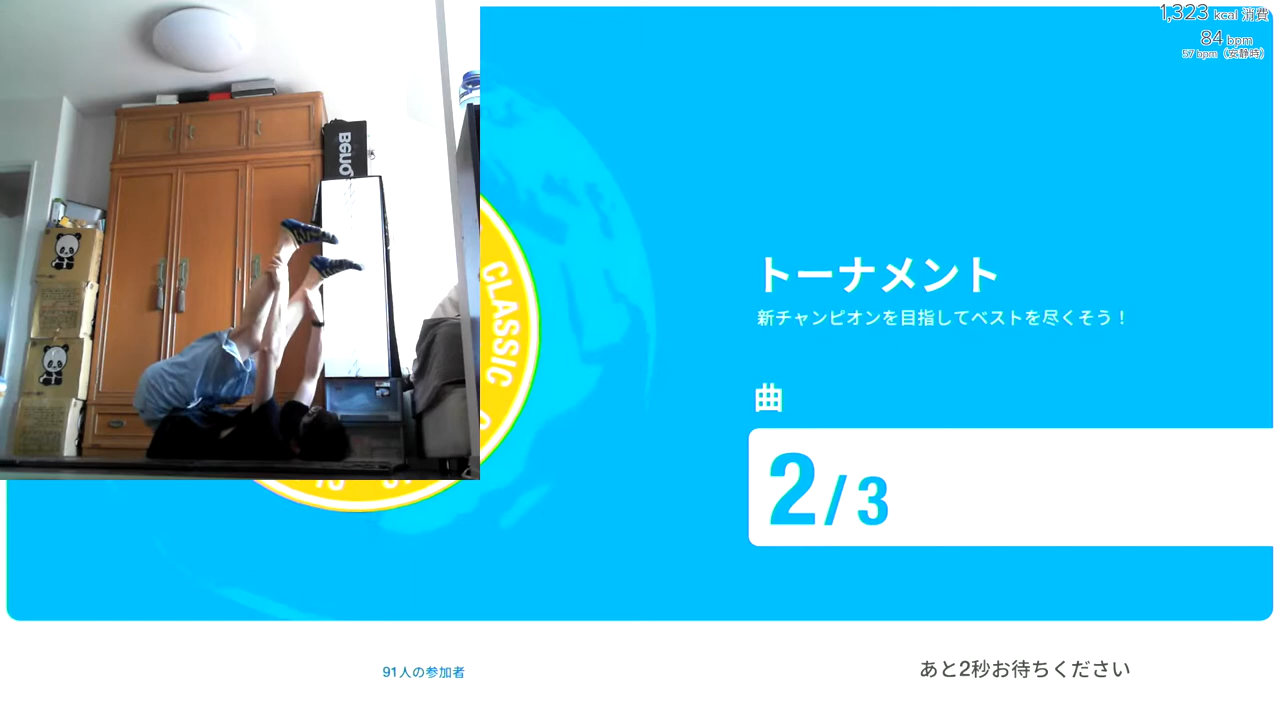 1,323 kcal 消費
84 bpm
57 bpm（安静時）
BenQ
CLASSIC
トーナメント
新チャンピオンを目指してベストを尽くそう！
曲
2/3
91人の参加者
あと2秒お待ちください